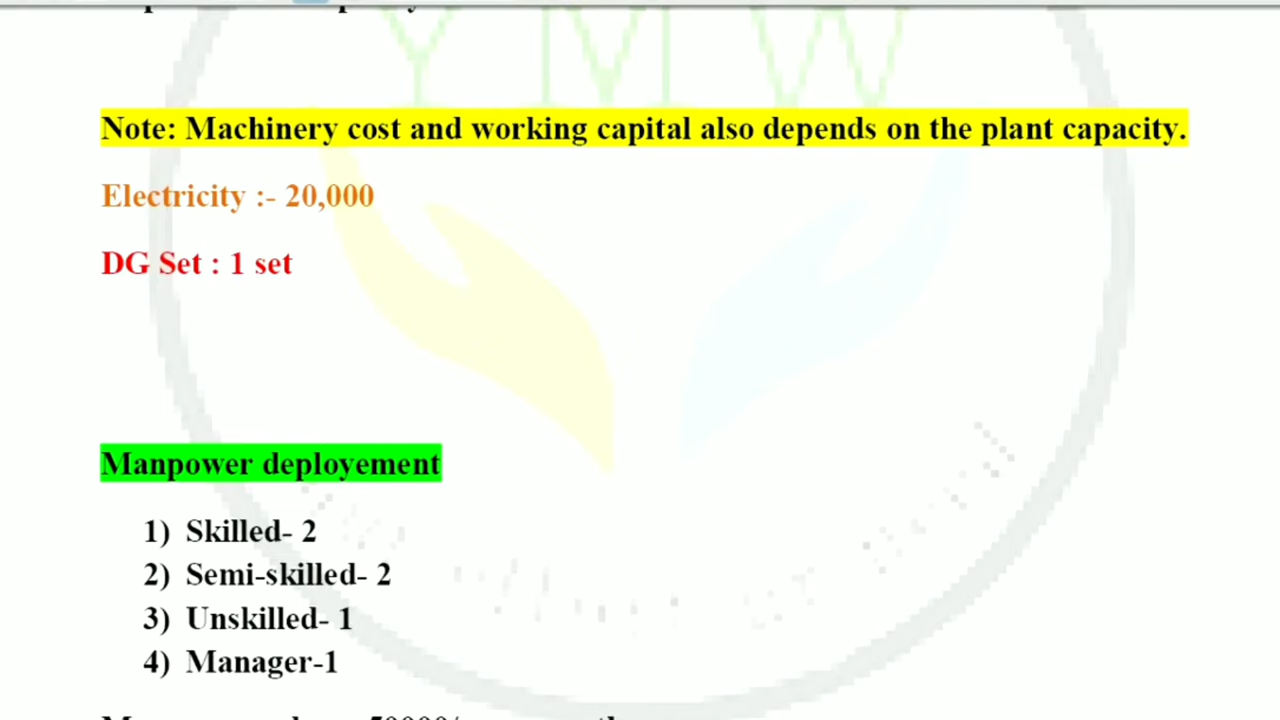 YMW
Note: Machinery cost and working capital also depends on the plant capacity.
Electricity :- 20,000
DG Set : 1 set
Manpower deployement
1) Skilled- 2
2) Semi-skilled- 2
3) Unskilled- 1
4) Manager-1